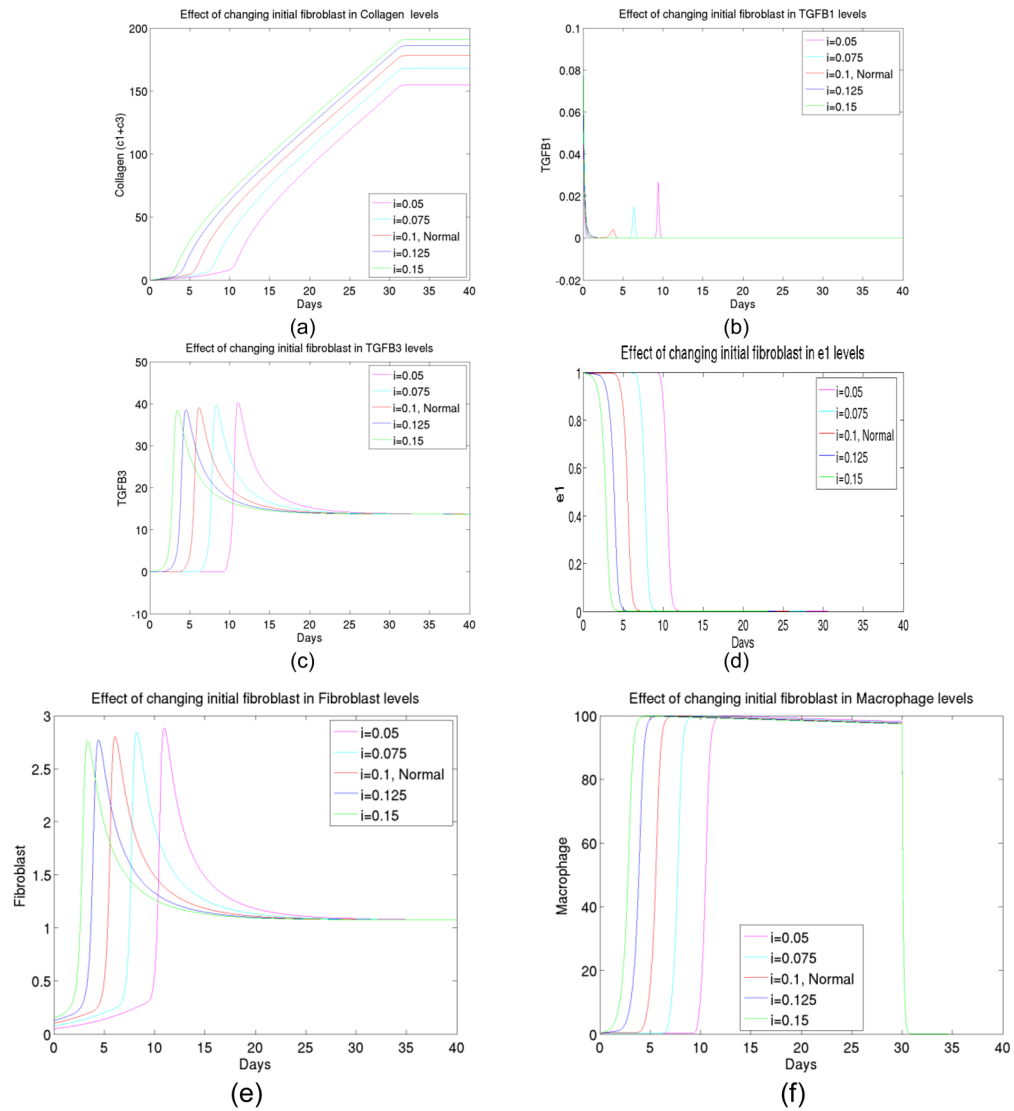 Effect of changing initial fibroblast in Collagen levels
200
150
100
50
0
Collagen (c1+c3)
i=0.05
i=0.075
i=0.1, Normal
i=0.125
i=0.15
0 5 10 15 20 25 30 35 40
Days
(a)
Effect of changing initial fibroblast in TGFB1 levels
0.1
0.08
0.06
0.04
0.02
0
-0.02
TGFB1
i=0.05
i=0.075
i=0.1, Normal
i=0.125
i=0.15
0 5 10 15 20 25 30 35 40
Days
(b)
Effect of changing initial fibroblast in TGFB3 levels
50
40
30
20
10
0
-10
TGFB3
i=0.05
i=0.075
i=0.1, Normal
i=0.125
i=0.15
0 5 10 15 20 25 30 35 40
Days
(c)
Effect of changing initial fibroblast in e1 levels
1
0.8
0.6
0.4
0.2
0
e1
i=0.05
i=0.075
i=0.1, Normal
i=0.125
i=0.15
0 5 10 15 20 25 30 35 40
Days
(d)
Effect of changing initial fibroblast in Fibroblast levels
3
2.5
2
1.5
1
0.5
0
Fibroblast
i=0.05
i=0.075
i=0.1, Normal
i=0.125
i=0.15
0 5 10 15 20 25 30 35 40
Days
(e)
Effect of changing initial fibroblast in Macrophage levels
100
80
60
40
20
0
Macrophage
i=0.05
i=0.075
i=0.1, Normal
i=0.125
i=0.15
0 5 10 15 20 25 30 35 40
Days
(f)